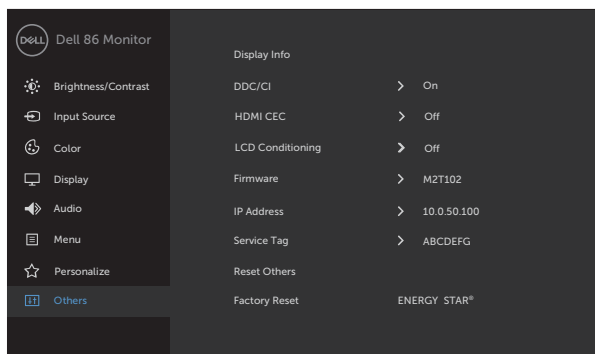 DELL Dell 86 Monitor
Display Info
Brightness/Contrast DDC/CI On
Input Source HDMI CEC Off
Color LCD Conditioning Off
Display Firmware M2T102
Audio IP Address 10.0.50.100
Menu Service Tag ABCDEFG
Personalize Reset Others
Others Factory Reset ENERGY STAR®